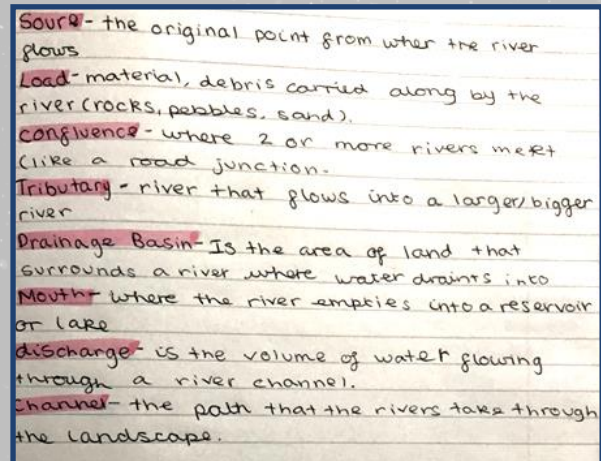 Source- the original point from wher the river
flows
Load- material, debris carried along by the
river (rocks, pebbles, sand).
confluence - where 2 or more rivers meet
(like a road junction.
Tributary - river that flows into a larger/bigger
river
Drainage Basin- Is the area of land that
surrounds a river where water draints into
Mouth- where the river empties into a reservoir
or lake
discharge- is the volume of water flowing
through a river channel.
Channel- the path that the rivers take through
the landscape.